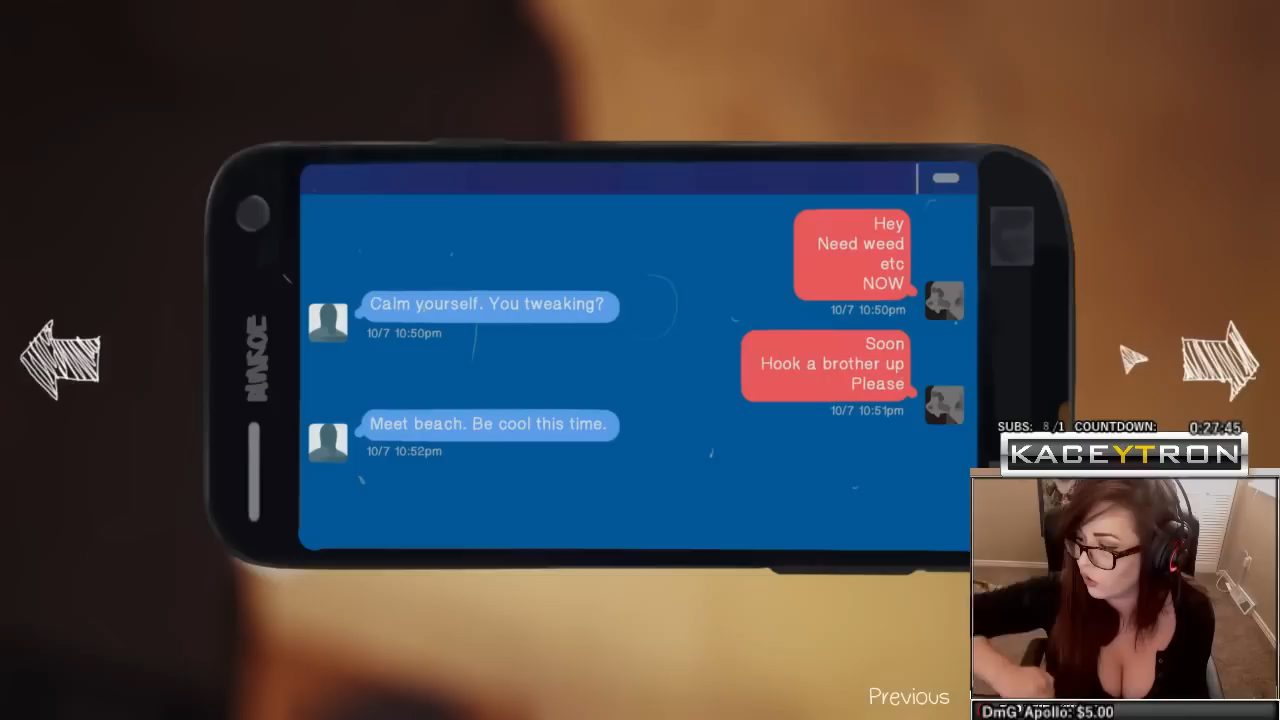 Hey
Need weed
etc
NOW
10/7 10:50pm
Calm yourself. You tweaking?
10/7 10:50pm
Soon
Hook a brother up
Please
10/7 10:51pm
Meet beach. Be cool this time.
10/7 10:52pm
SUBS: 8/1 COUNTDOWN: 0:27:45
KACEYTRON
Previous
DmG Apollo: $5.00